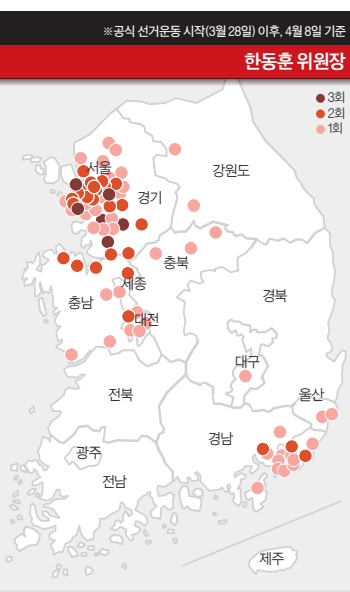 ※공식 선거운동 시작(3월 28일) 이후, 4월 8일 기준
한동훈 위원장
3회
2회
1회
서울
강원도
경기
충북
세종
경북
충남
대전
대구
전북
울산
경남
광주
전남
제주